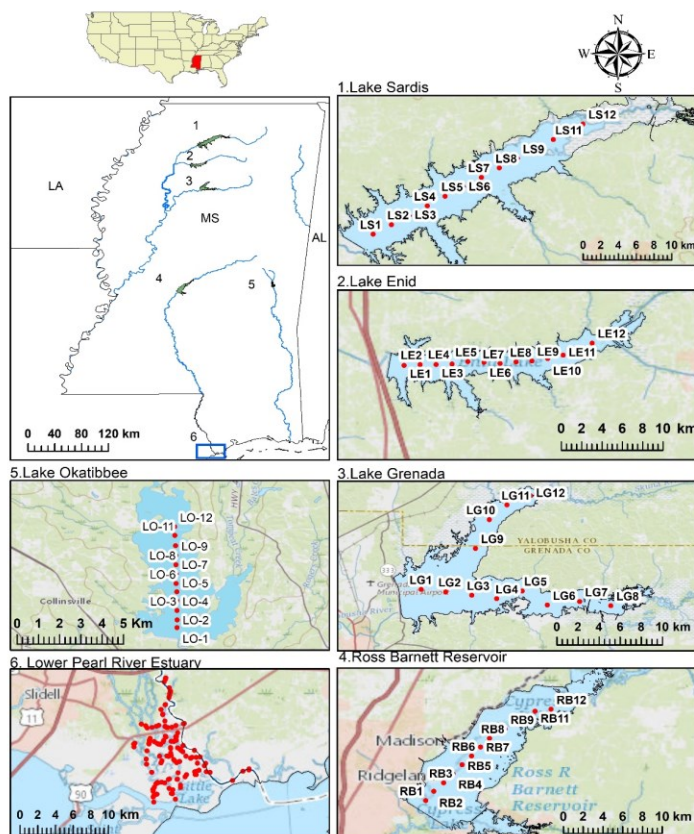 N
W E
S
1.Lake Sardis
LS12
LS11
LS9
LS8
LS7
LS6
LS5
LS4
LS3
LS2
LS1
0 2 4 6 8 10 km
1
2
3
LA
MS
AL
4
5
6
0 40 80 120 km
2.Lake Enid
LE12
LE11
LE9
LE8
LE7
LE5
LE4
LE2
LE1
LE3
LE6
LE10
0 2 4 6 8 10 km
5.Lake Okatibbee
LO-12
LO-11
LO-9
LO-8
LO-7
LO-6
LO-5
LO-3
LO-4
LO-2
LO-1
HWY
Collinsville
0 1 2 3 4 5 Km
3.Lake Grenada
LG12
LG11
LG10
LG9
YALOBUSHA CO
GRENADA CO
333
LG1
LG2
LG3
LG4
LG5
LG6
LG7
LG8
Grenada
Municipal Airport
0 2 4 6 8 10 km
6. Lower Pearl River Estuary
Slidell
11
90
Lake
0 2 4 6 8 10 km
4.Ross Barnett Reservoir
RB12
RB11
RB9
RB8
RB7
RB6
RB5
RB4
RB3
RB2
RB1
Madison
Ridgelan
Ross R
Barnett
Reservoir
0 2 4 6 8 10 km